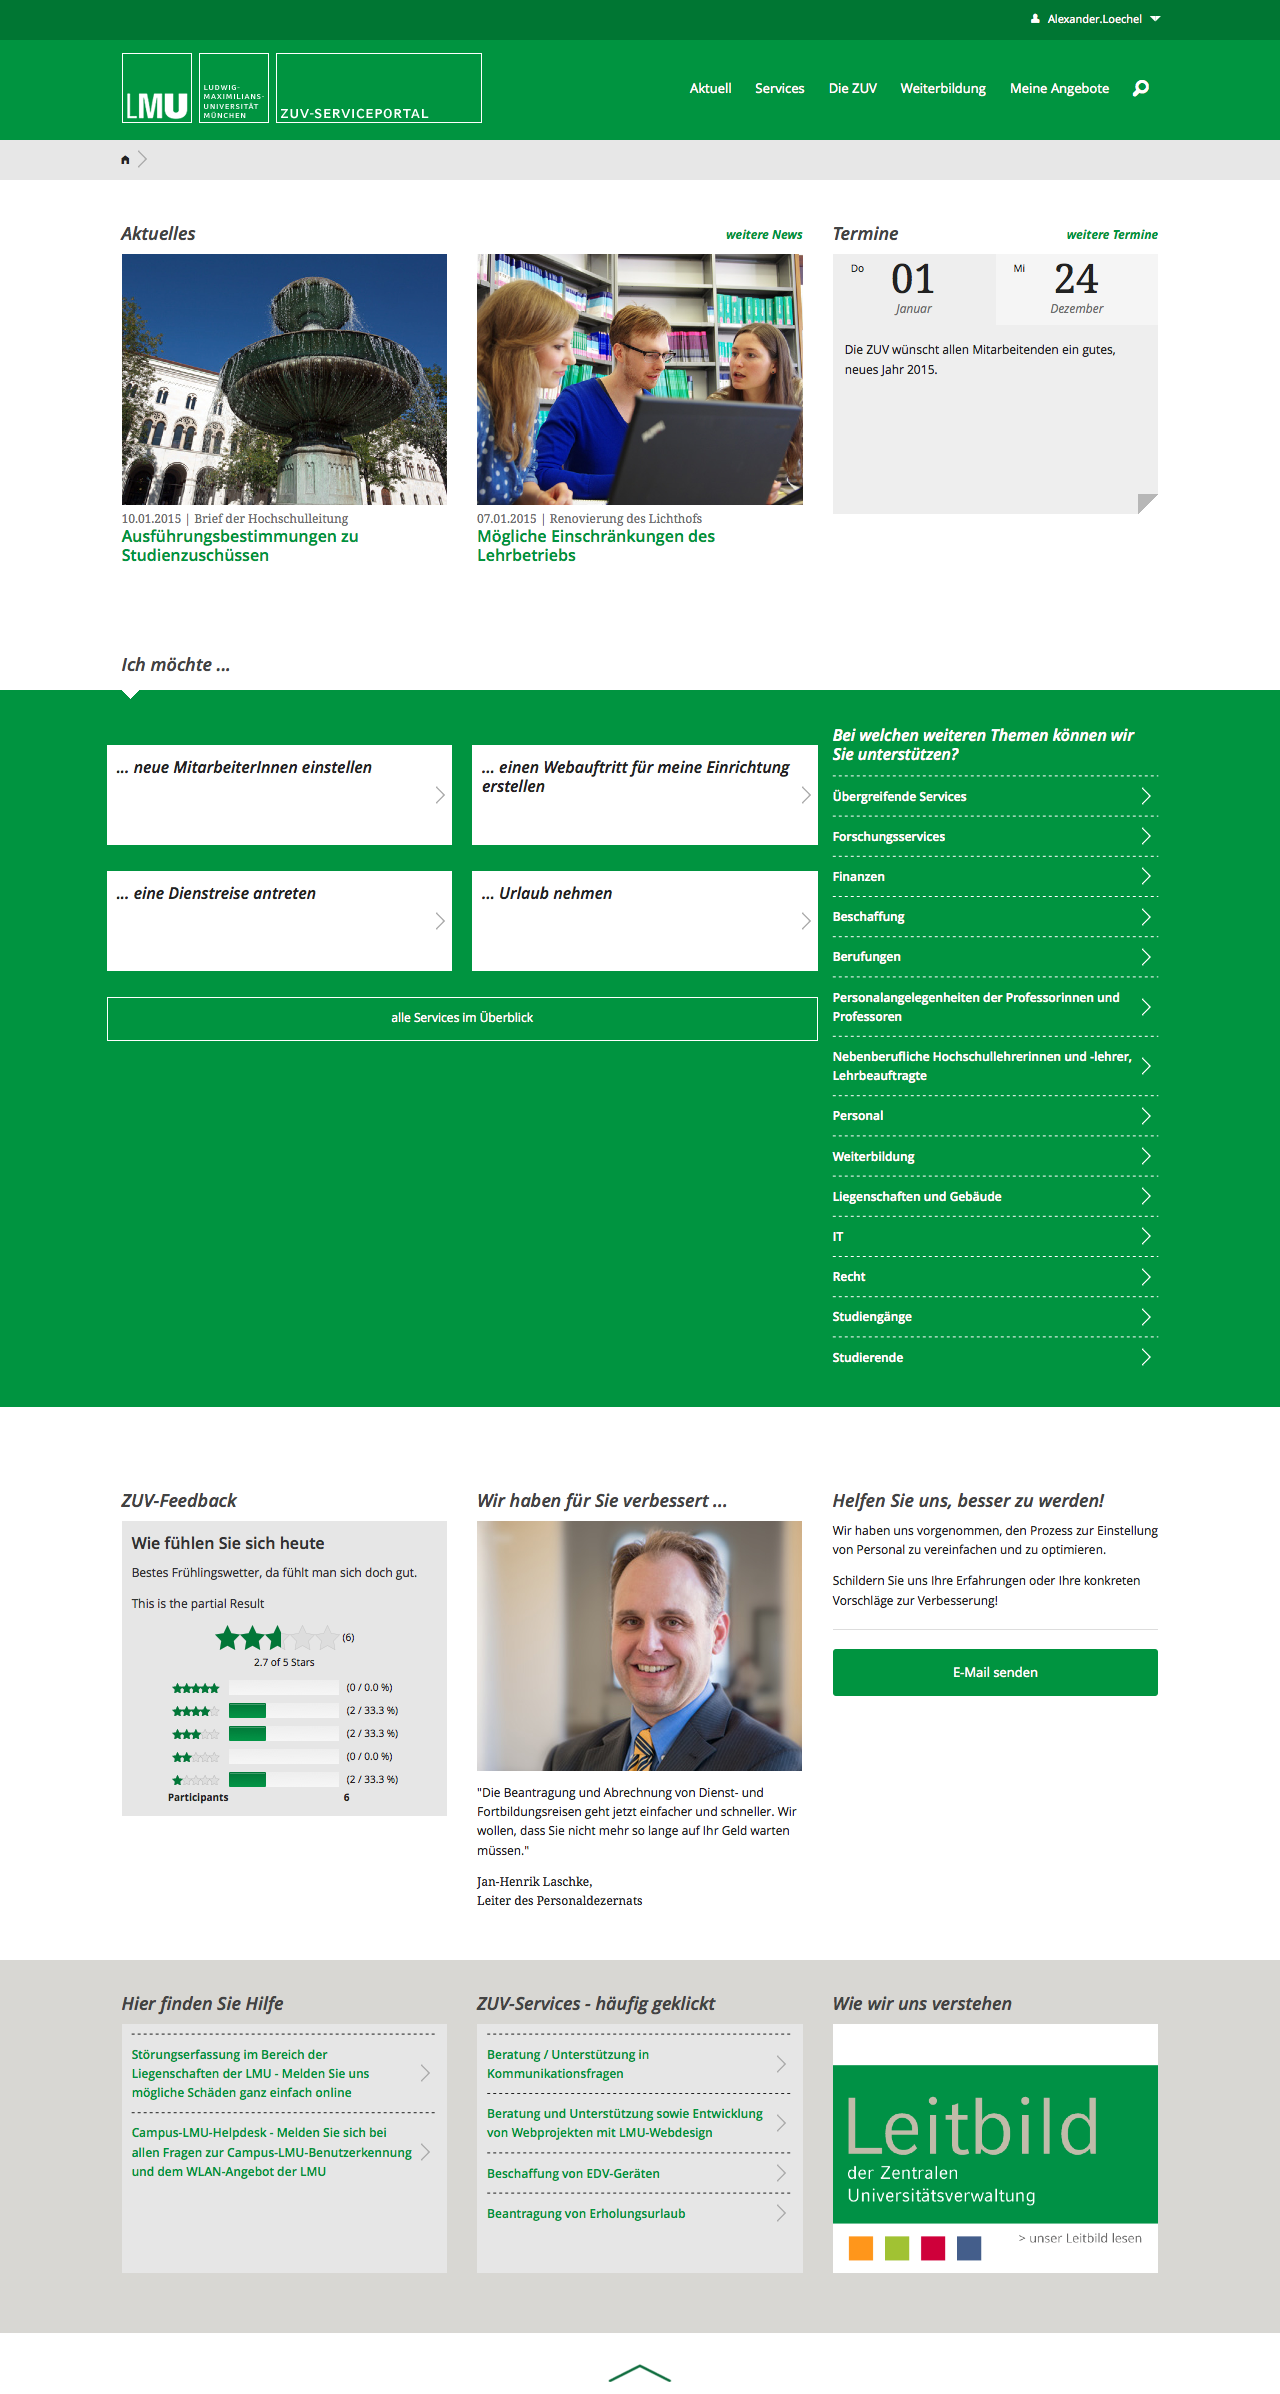 Alexander.Loechel
LMU
LUDWIG-
MAXIMILIANS-
UNIVERSITÄT
MÜNCHEN
ZUV-SERVICEPORTAL
Aktuell Services Die ZUV Weiterbildung Meine Angebote
Aktuelles weitere News
10.01.2015 | Brief der Hochschulleitung
Ausführungsbestimmungen zu
Studienzuschüssen
07.01.2015 | Renovierung des Lichthofs
Mögliche Einschränkungen des
Lehrbetriebs
Termine weitere Termine
Do 01 Januar
Mi 24 Dezember
Die ZUV wünscht allen Mitarbeitenden ein gutes,
neues Jahr 2015.
Ich möchte ...
... neue MitarbeiterInnen einstellen
... einen Webauftritt für meine Einrichtung
erstellen
... eine Dienstreise antreten
... Urlaub nehmen
alle Services im Überblick
Bei welchen weiteren Themen können wir
Sie unterstützen?
Übergreifende Services
Forschungsservices
Finanzen
Beschaffung
Berufungen
Personalangelegenheiten der Professorinnen und
Professoren
Nebenberufliche Hochschullehrerinnen und -lehrer,
Lehrbeauftragte
Personal
Weiterbildung
Liegenschaften und Gebäude
IT
Recht
Studiengänge
Studierende
ZUV-Feedback
Wie fühlen Sie sich heute
Bestes Frühlingswetter, da fühlt man sich doch gut.
This is the partial Result
(6)
2.7 of 5 Stars
(0 / 0.0 %)
(2 / 33.3 %)
(2 / 33.3 %)
(0 / 0.0 %)
(2 / 33.3 %)
Participants 6
Wir haben für Sie verbessert ...
"Die Beantragung und Abrechnung von Dienst- und
Fortbildungsreisen geht jetzt einfacher und schneller. Wir
wollen, dass Sie nicht mehr so lange auf Ihr Geld warten
müssen."
Jan-Henrik Laschke,
Leiter des Personaldezernats
Helfen Sie uns, besser zu werden!
Wir haben uns vorgenommen, den Prozess zur Einstellung
von Personal zu vereinfachen und zu optimieren.
Schildern Sie uns Ihre Erfahrungen oder Ihre konkreten
Vorschläge zur Verbesserung!
E-Mail senden
Hier finden Sie Hilfe
Störungserfassung im Bereich der
Liegenschaften der LMU - Melden Sie uns
mögliche Schäden ganz einfach online
Campus-LMU-Helpdesk - Melden Sie sich bei
allen Fragen zur Campus-LMU-Benutzerkennung
und dem WLAN-Angebot der LMU
ZUV-Services - häufig geklickt
Beratung / Unterstützung in
Kommunikationsfragen
Beratung und Unterstützung sowie Entwicklung
von Webprojekten mit LMU-Webdesign
Beschaffung von EDV-Geräten
Beantragung von Erholungsurlaub
Wie wir uns verstehen
Leitbild
der Zentralen
Universitätsverwaltung
> unser Leitbild lesen